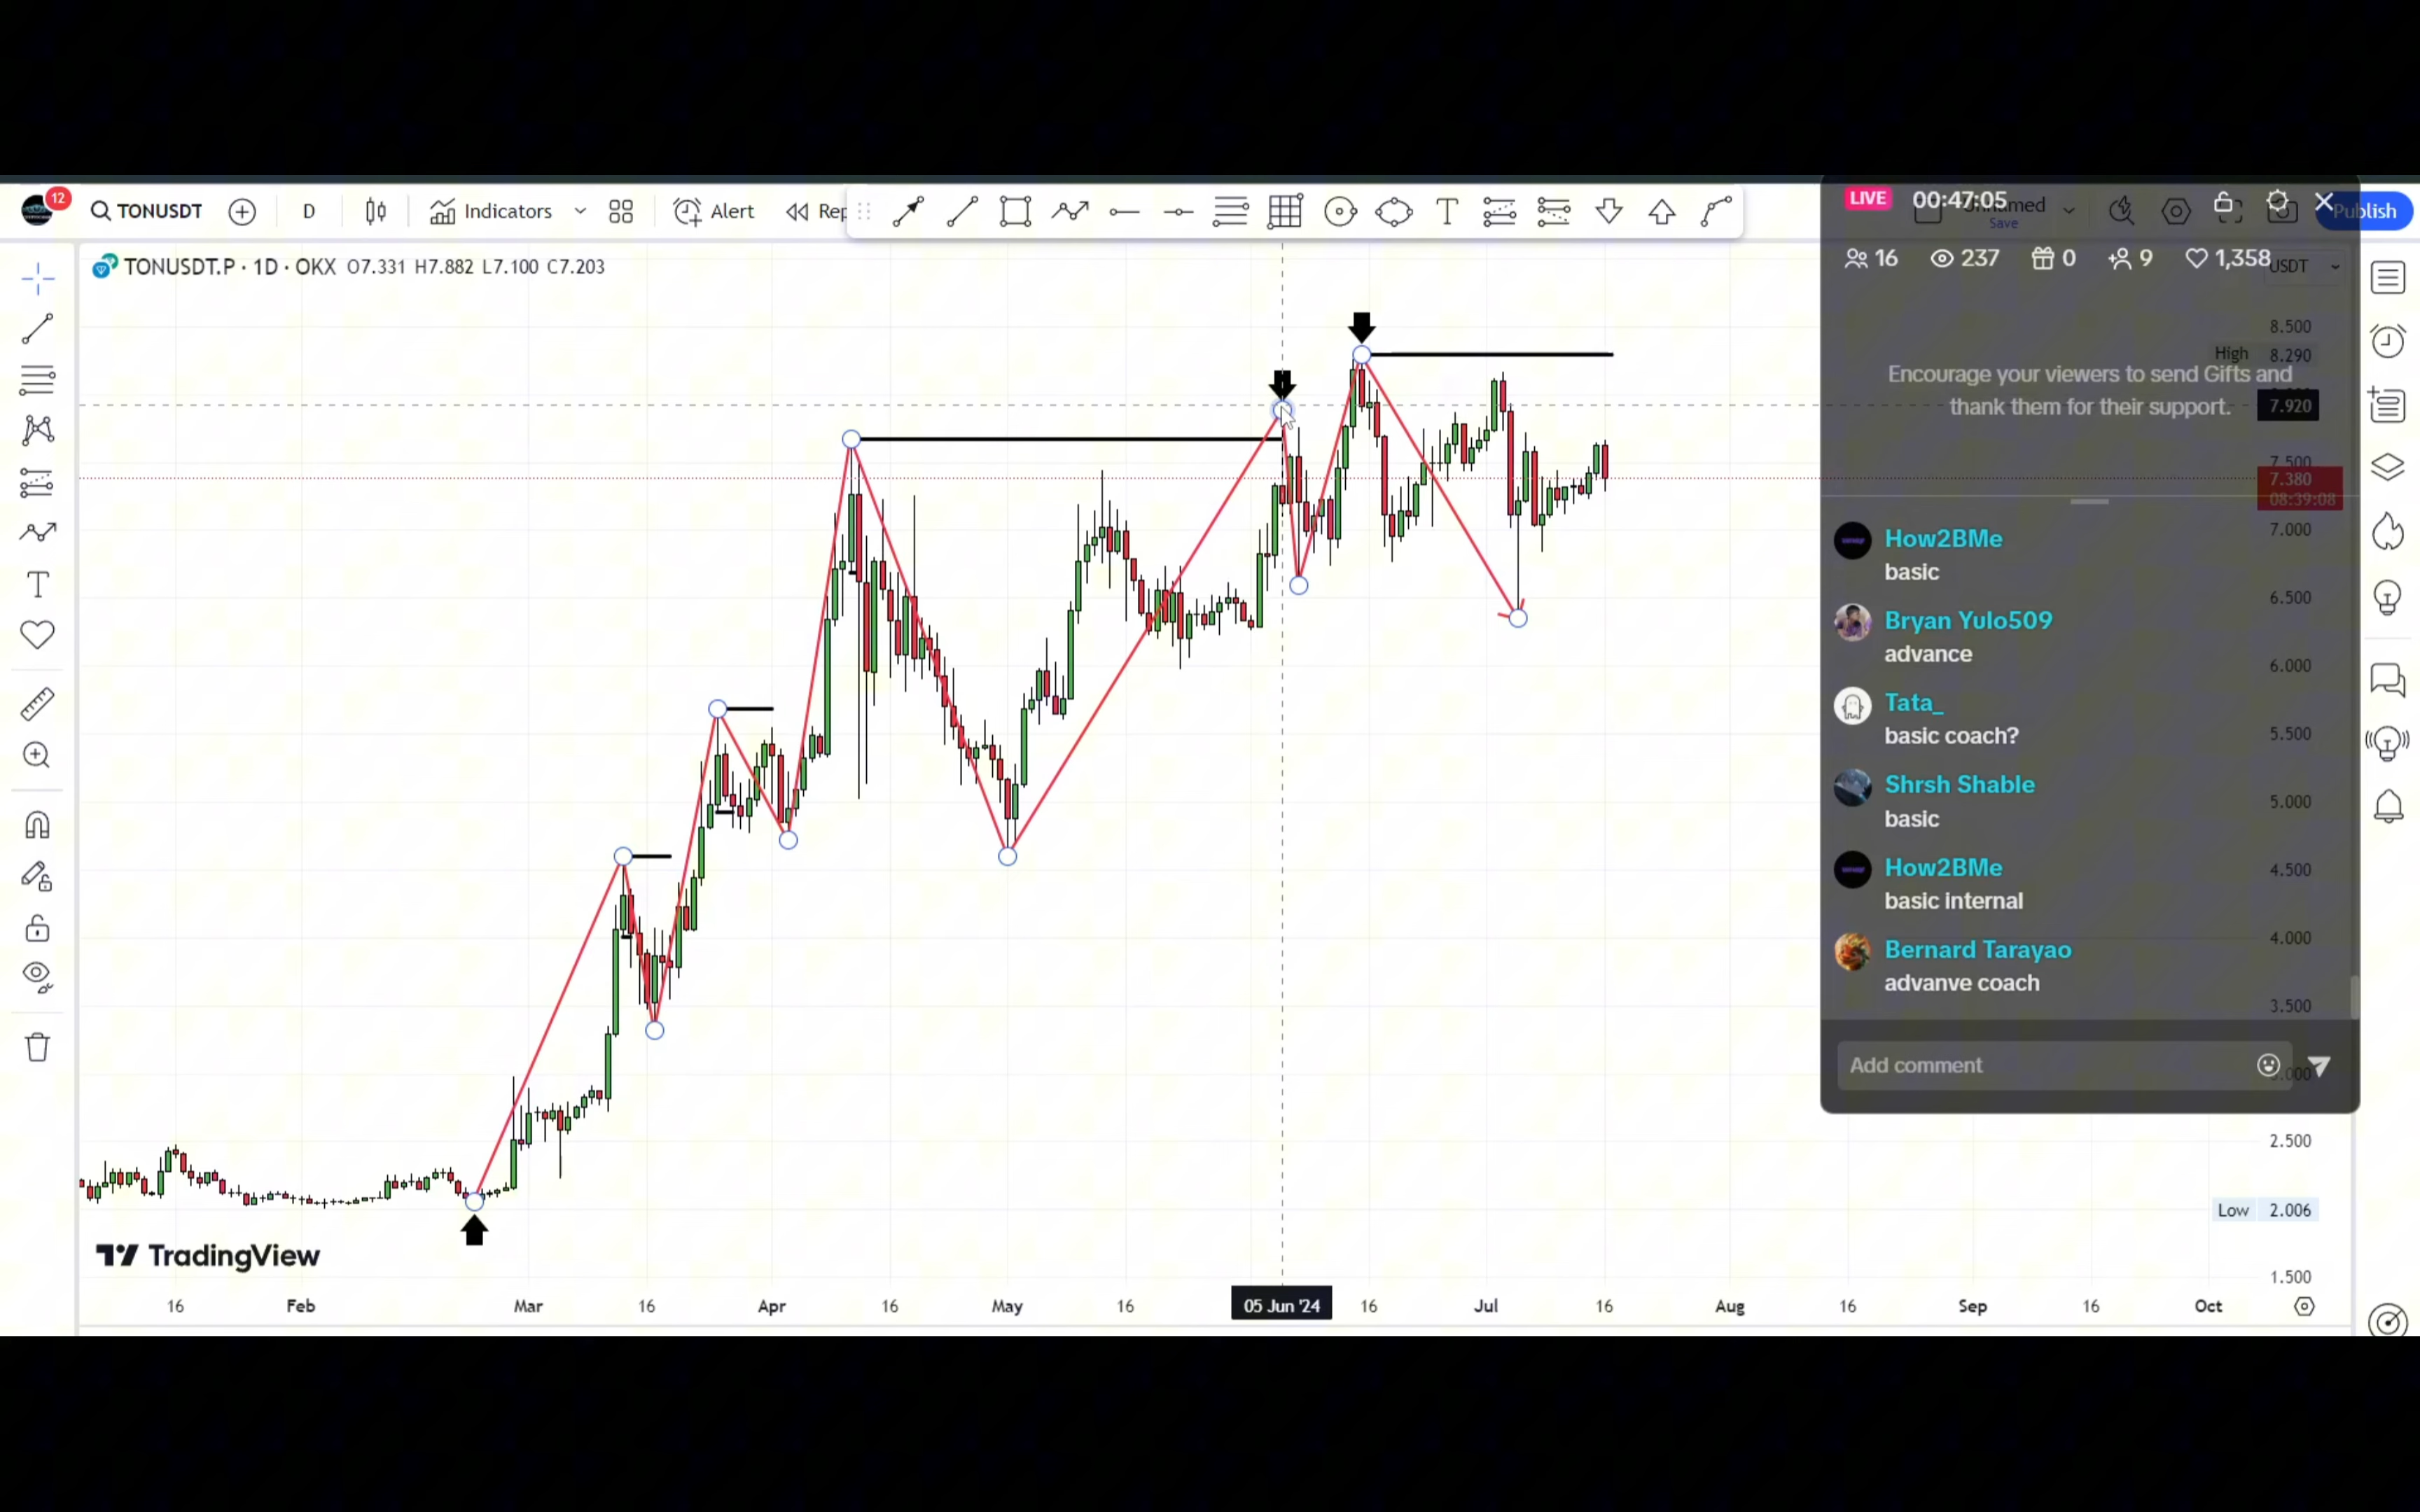 12
TONUSDT
D
Indicators
Alert
Rep
LIVE 00:47:05
Unnamed
Save
Publish
TONUSDT.P · 1D · OKX O7.331 H7.882 L7.100 C7.203
16 237 0 9 1,358
USDT
8.500
High 8.290
Encourage your viewers to send Gifts and
thank them for their support.
7.920
7.500
7.380
08:39:08
7.000
How2BMe
basic
6.500
Bryan Yulo509
advance
6.000
Tata_
basic coach?
5.500
Shrsh Shable
basic
5.000
How2BMe
basic internal
4.500
4.000
Bernard Tarayao
advanve coach
3.500
Add comment
2.500
Low 2.006
TradingView
1.500
16 Feb Mar 16 Apr 16 May 16 05 Jun '24 16 Jul 16 Aug 16 Sep 16 Oct